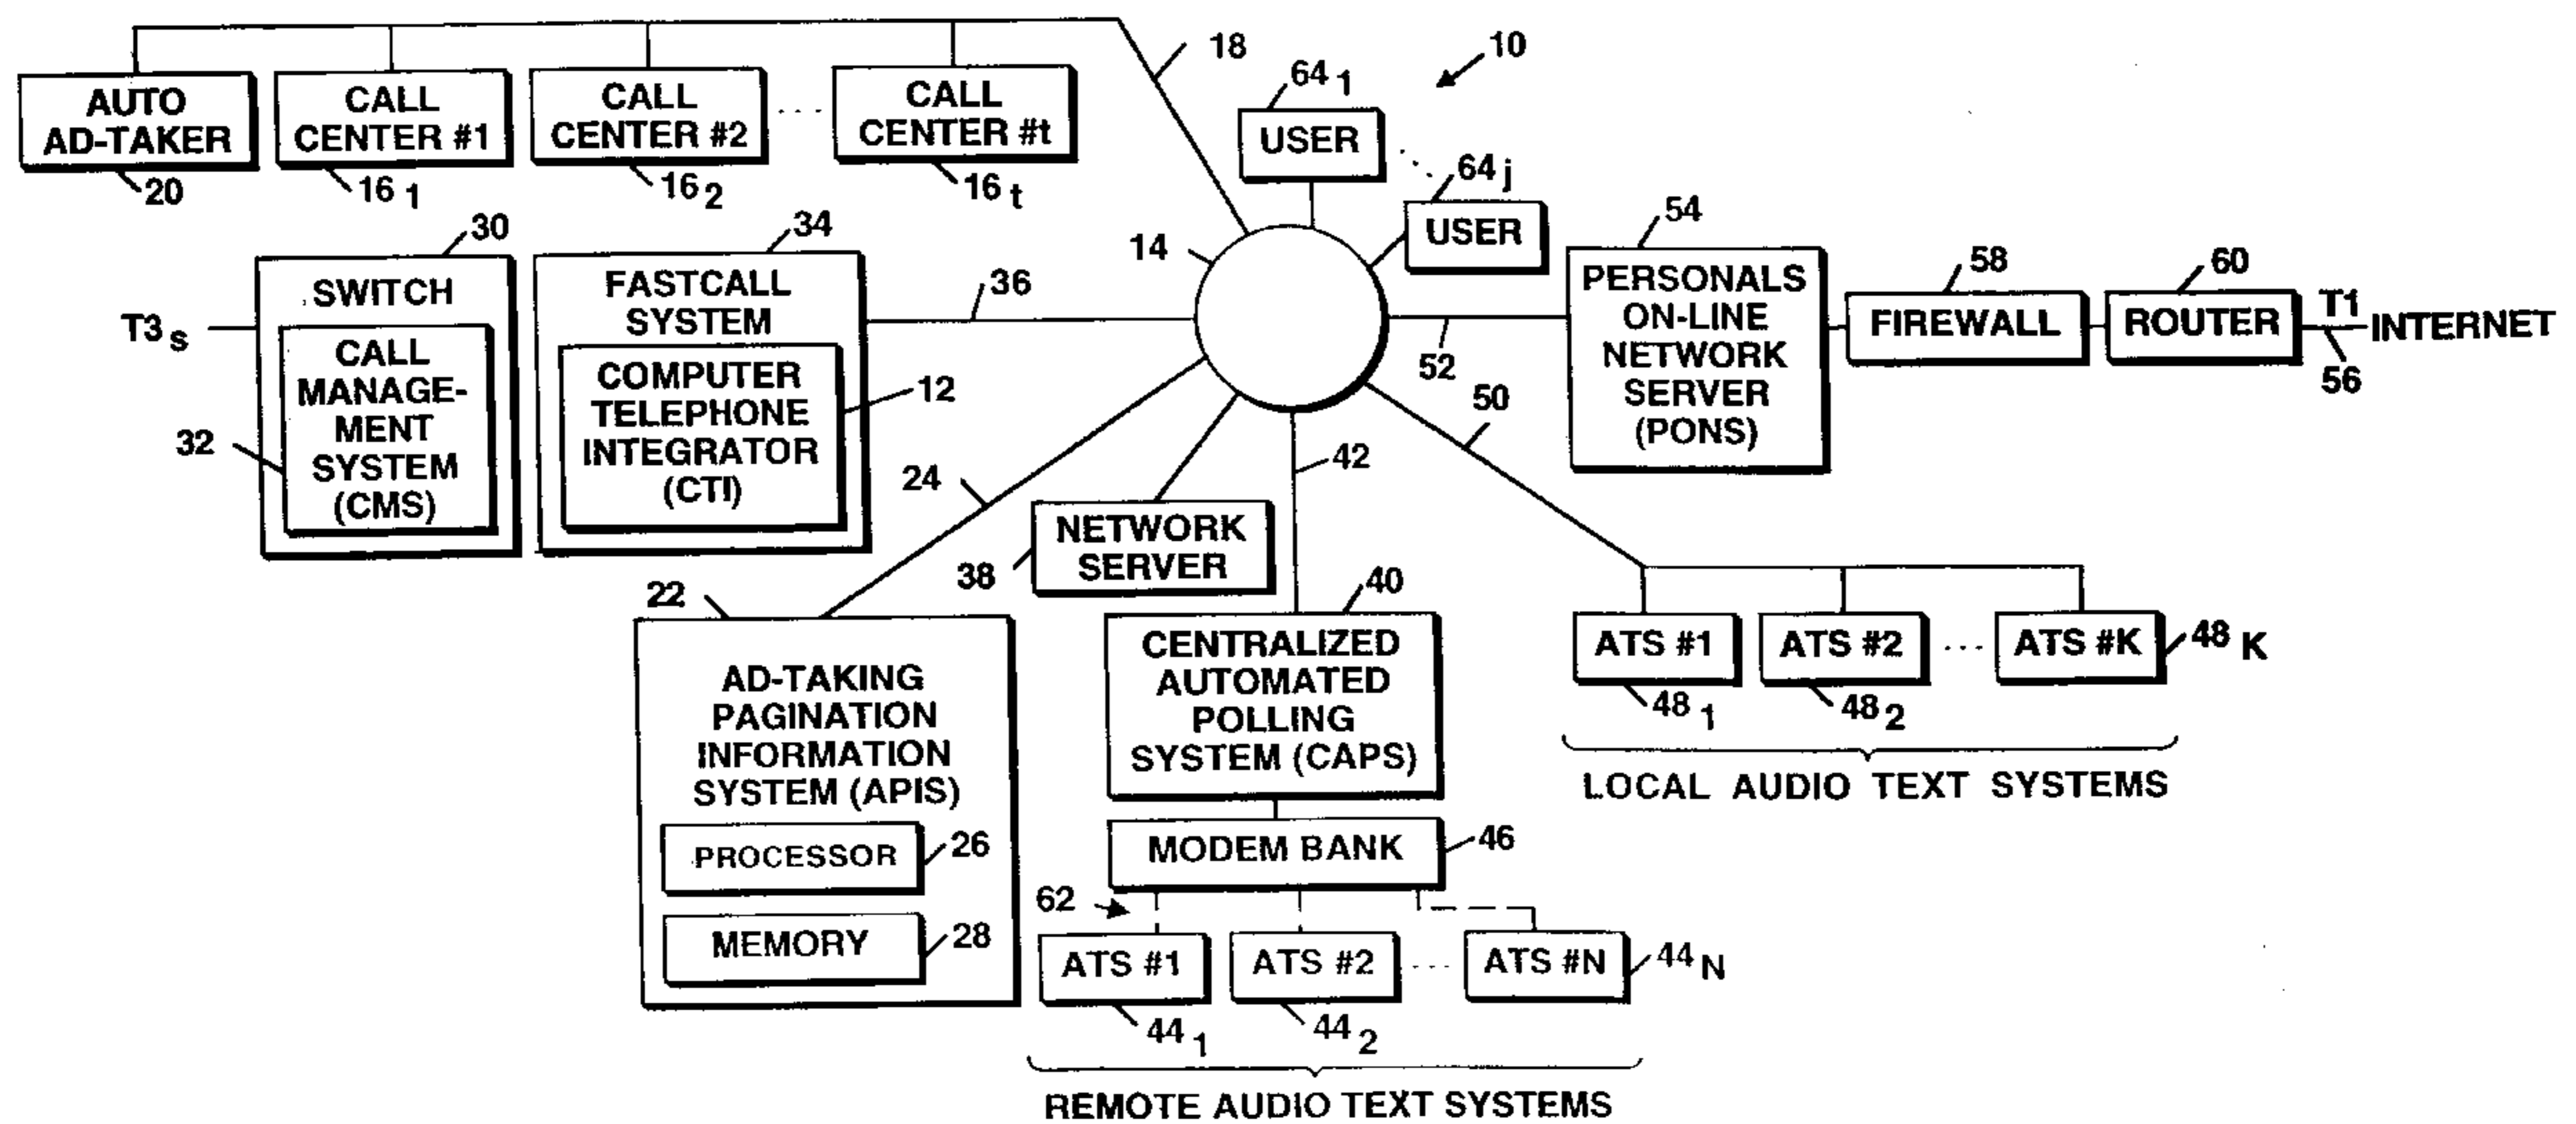 AUTO
AD-TAKER
20
CALL
CENTER #1
16 1
CALL
CENTER #2
16 2
. . .
CALL
CENTER #t
16 t
18
10
64 1
USER
64 j
USER
14
30
SWITCH
T3 s
CALL
MANAGE-
MENT
SYSTEM
(CMS)
32
34
FASTCALL
SYSTEM
COMPUTER
TELEPHONE
INTEGRATOR
(CTI)
12
36
24
52
54
PERSONALS
ON-LINE
NETWORK
SERVER
(PONS)
58
FIREWALL
60
ROUTER
T1
INTERNET
56
50
42
NETWORK
SERVER
38
22
AD-TAKING
PAGINATION
INFORMATION
SYSTEM (APIS)
PROCESSOR
26
MEMORY
28
40
CENTRALIZED
AUTOMATED
POLLING
SYSTEM (CAPS)
MODEM BANK
46
62
ATS #1
44 1
ATS #2
44 2
. . .
ATS #N
44 N
REMOTE AUDIO TEXT SYSTEMS
ATS #1
48 1
ATS #2
48 2
. . .
ATS #K
48 K
LOCAL AUDIO TEXT SYSTEMS